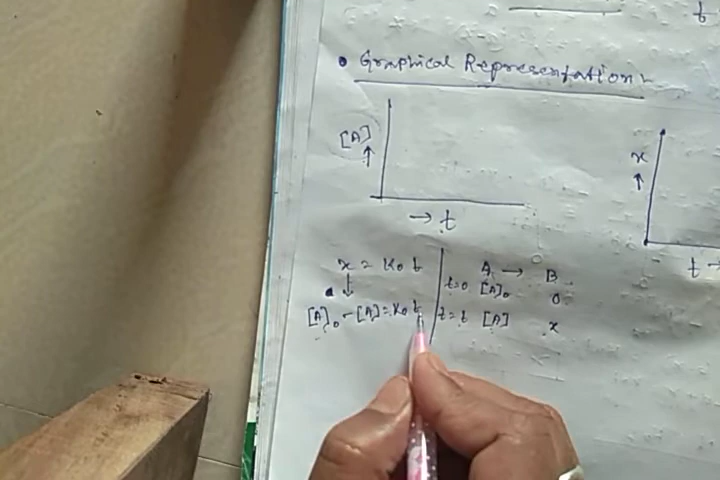 t
• Graphical Representation :-
[A] ↑
→ t
x ↑
t →
x = K₀ t
↓
[A]₀ - [A] = K₀ t
A → B
t=0 [A]₀ 0
t=t [A] x